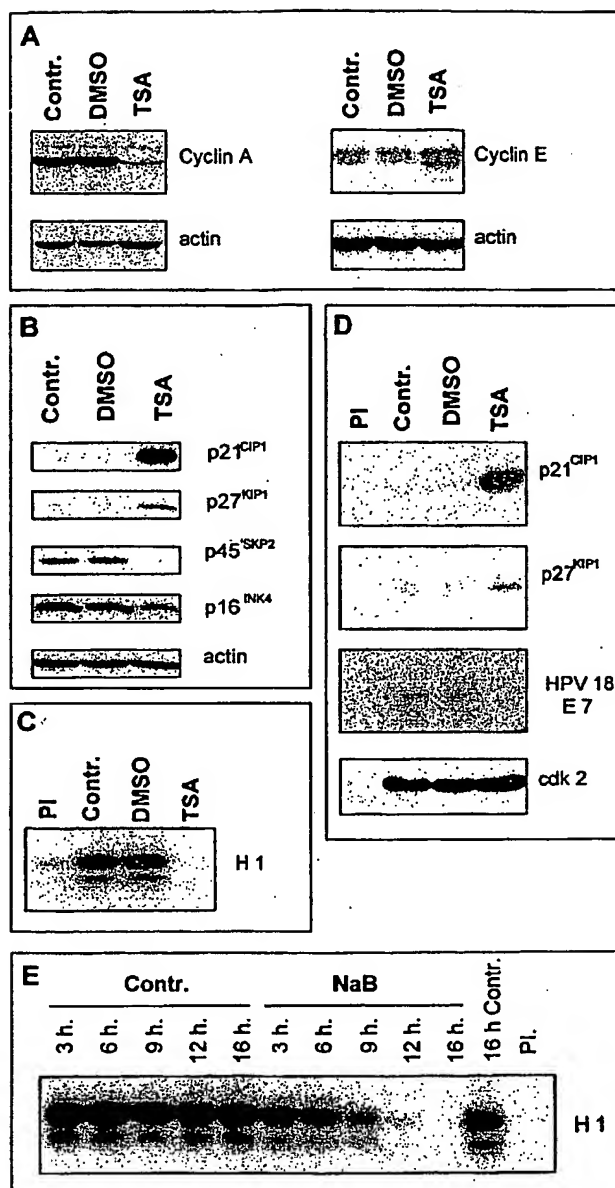 A
Contr. DMSO TSA
Cyclin A
actin
Contr. DMSO TSA
Cyclin E
actin
B
Contr. DMSO TSA
p21CIP1
p27KIP1
p45'SKP2
p16INK4
actin
C
PI Contr. DMSO TSA
H 1
D
PI Contr. DMSO TSA
p21CIP1
p27KIP1
HPV 18
E 7
cdk 2
E
Contr. NaB
3 h. 6 h. 9 h. 12 h. 16 h. 3 h. 6 h. 9 h. 12 h. 16 h. 16 h Contr. PI.
H 1